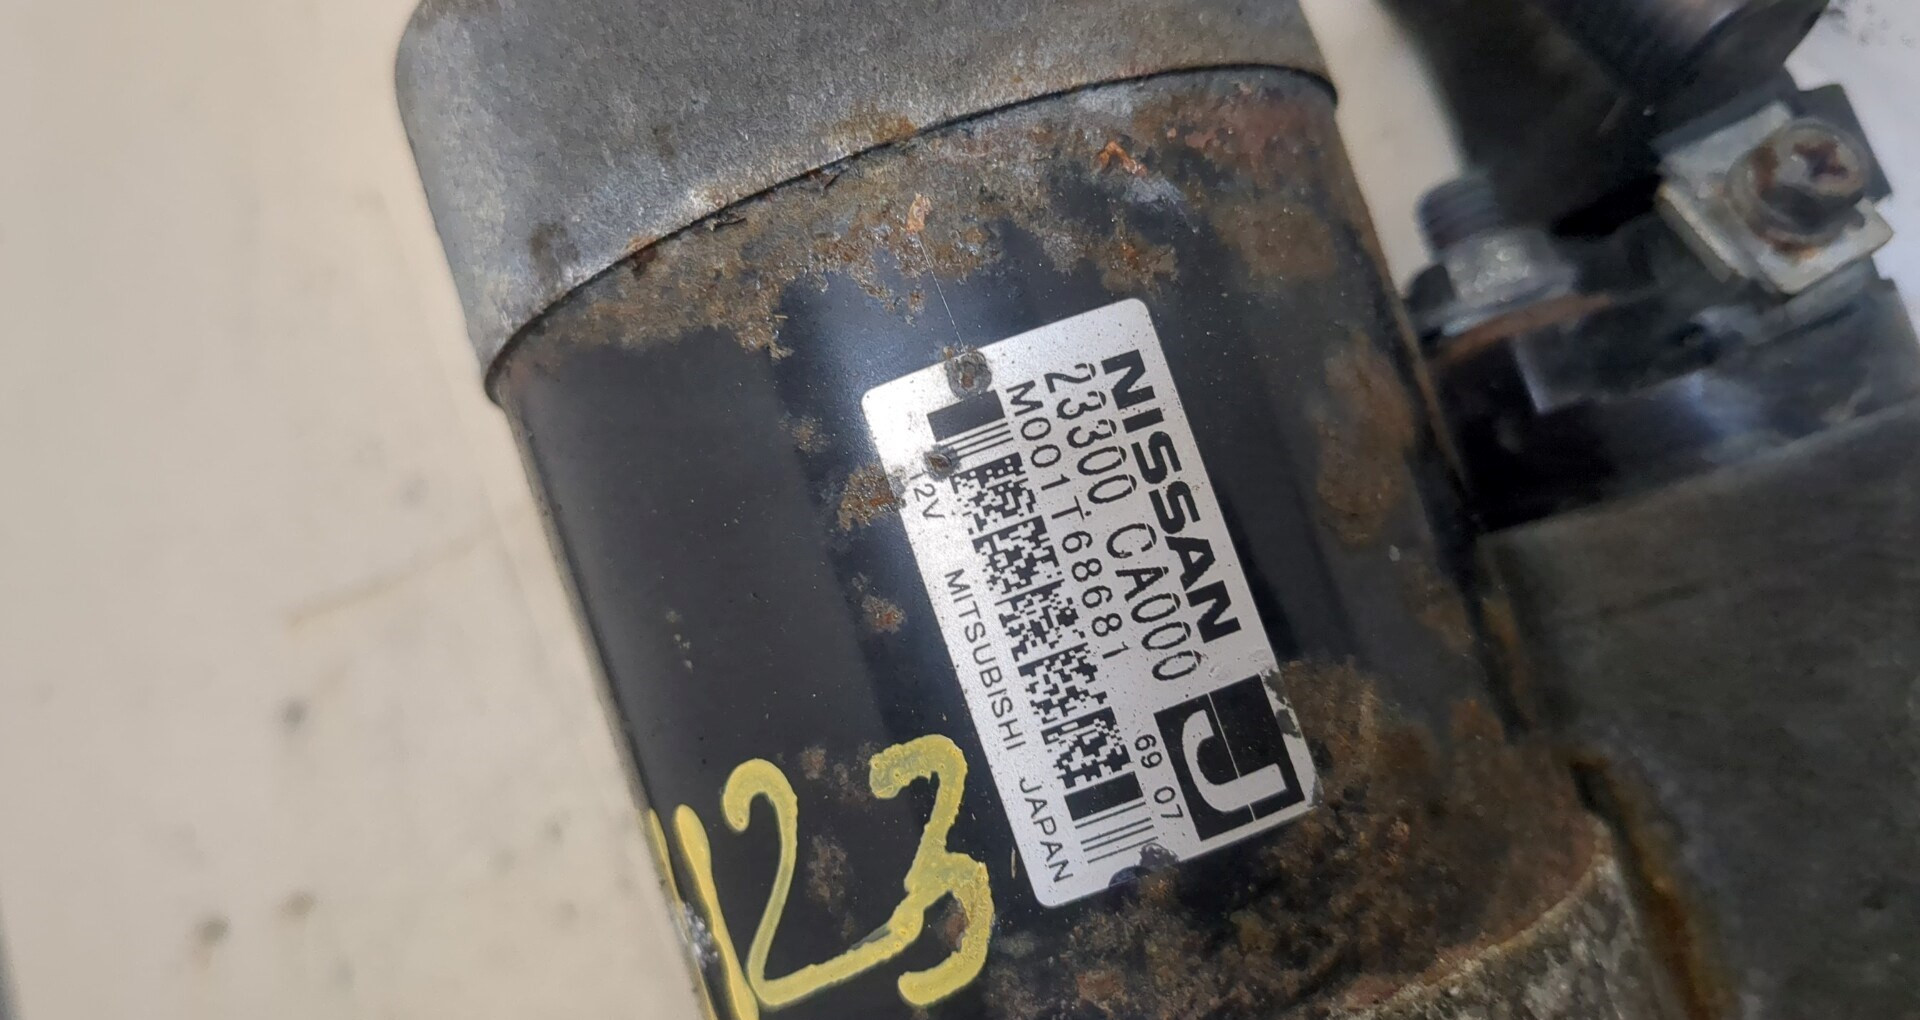 NISSAN
23300 CA000
M001T68681
J
69 07
12V MITSUBISHI JAPAN
123